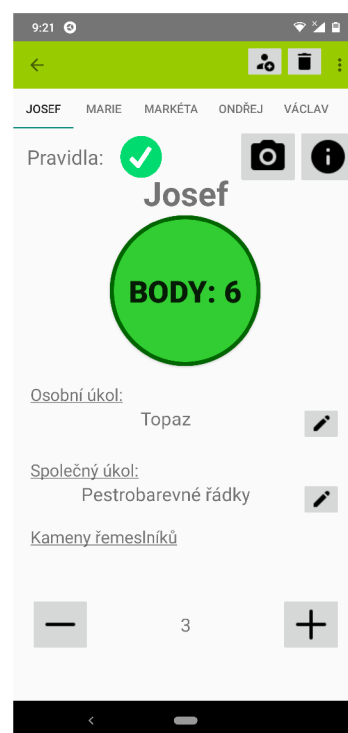 9:21
JOSEF MARIE MARKÉTA ONDŘEJ VÁCLAV
Pravidla:
Josef
BODY: 6
Osobní úkol:
Topaz
Společný úkol:
Pestrobarevné řádky
Kameny řemeslníků
3